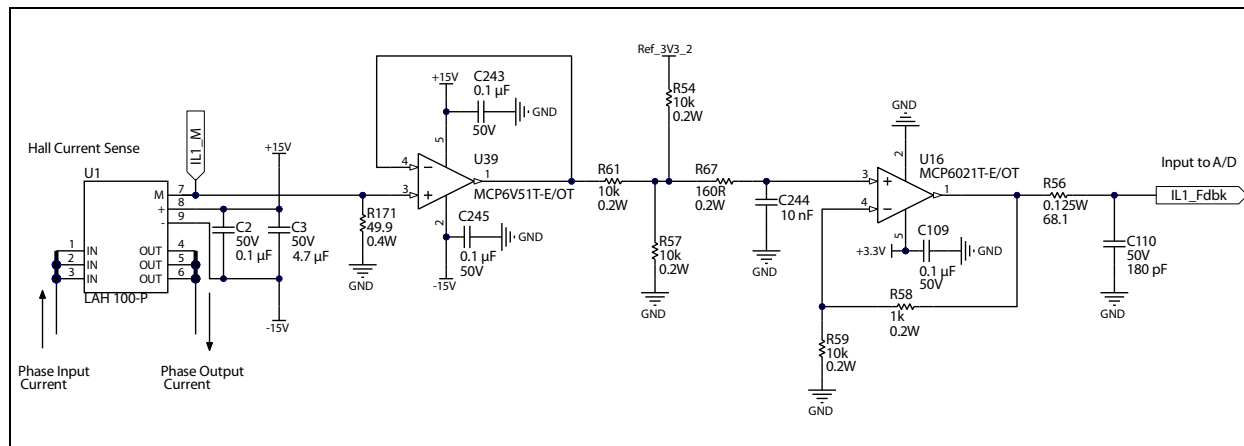 Ref_3V3_2
R54
10k
0.2W
+15V
C243
0.1 µF
50V
GND
5
4
3
1
2
U39
MCP6V51T-E/OT
C245
0.1 µF
50V
GND
-15V
Hall Current Sense
U1
IL1_M
M
+
-
7
8
9
+15V
C2
50V
0.1 µF
C3
50V
4.7 µF
-15V
R171
49.9
0.4W
GND
1
2
3
IN
IN
IN
OUT
OUT
OUT
4
5
6
LAH 100-P
Phase Input
Current
Phase Output
Current
R61
10k
0.2W
R57
10k
0.2W
GND
R67
160R
0.2W
C244
10 nF
GND
GND
2
U16
MCP6021T-E/OT
3
4
1
5
+3.3V
C109
0.1 µF
50V
GND
R58
1k
0.2W
R59
10k
0.2W
GND
R56
0.125W
68.1
Input to A/D
IL1_Fdbk
C110
50V
180 pF
GND